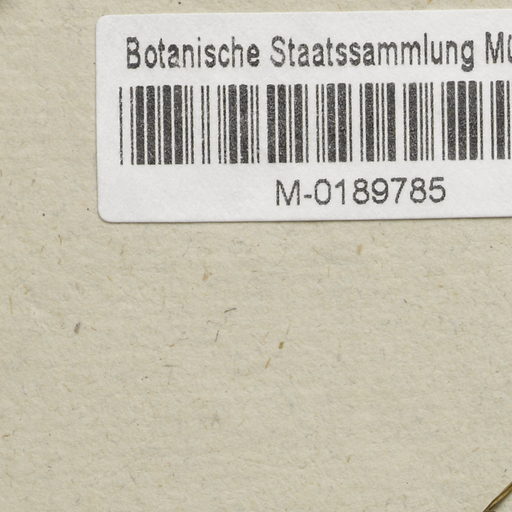 Botanische Staatssammlung Mü
M-0189785